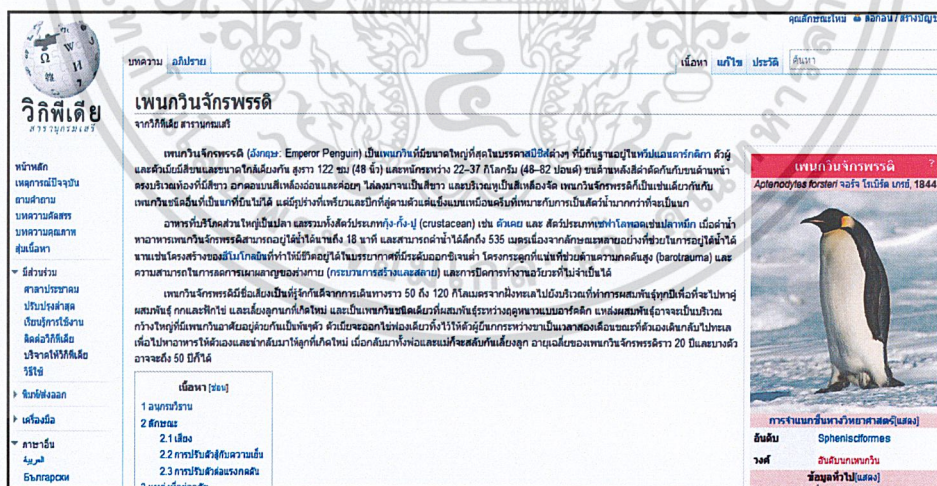 คุณลักษณะใหม่ ล็อกอิน / สร้างบัญชี
บทความ อภิปราย เนื้อหา แก้ไข ประวัติ ค้นหา
Ω W И
วิกิพีเดีย
สารานุกรมเสรี
เพนกวินจักรพรรดิ
จากวิกิพีเดีย สารานุกรมเสรี
เพนกวินจักรพรรดิ (อังกฤษ: Emperor Penguin) เป็นเพนกวินที่มีขนาดใหญ่ที่สุดในบรรดาสปีชีส์ต่างๆ ที่มีถิ่นฐานอยู่ในทวีปแอนตาร์กติกา ตัวผู้
และตัวเมียมีสีขนและขนาดใกล้เคียงกัน สูงราว 122 ซม (48 นิ้ว) และหนักระหว่าง 22–37 กิโลกรัม (48–82 ปอนด์) ขนด้านหลังสีดำตัดกับขนด้านหน้า
ตรงบริเวณท้องที่มีสีขาว อกตอนบนสีเหลืองอ่อนและค่อยๆ ไล่ลงมาจนเป็นสีขาว และบริเวณหูเป็นสีเหลืองจัด เพนกวินจักรพรรดิก็เป็นเช่นเดียวกันกับ
เพนกวินชนิดอื่นที่เป็นนกที่บินไม่ได้ แต่มีรูปร่างที่เพรียวและปีกที่ลู่ตามตัวแต่แข็งแบนเหมือนครีบที่เหมาะกับการเป็นสัตว์น้ำมากกว่าที่จะเป็นนก
อาหารที่บริโภคส่วนใหญ่เป็นปลา และรวมทั้งสัตว์ประเภทกุ้ง-กั้ง-ปู (crustacean) เช่น ตัวเคย และ สัตว์ประเภทเซฟาโลพอดเช่นปลาหมึก เมื่อดำน้ำ
หาอาหารเพนกวินจักรพรรดิสามารถอยู่ใต้น้ำได้นานถึง 18 นาที และสามารถดำน้ำได้ลึกถึง 535 เมตรเนื่องจากลักษณะหลายอย่างที่ช่วยในการอยู่ใต้น้ำได้
นานเช่นโครงสร้างของฮีโมโกลบินที่ทำให้มีชีวิตอยู่ได้ในบรรยากาศที่มีระดับออกซิเจนต่ำ โครงกระดูกที่แน่นที่ช่วยต้านความกดดันสูง (barotrauma) และ
ความสามารถในการลดการเผาผลาญของร่างกาย (กระบวนการสร้างและสลาย) และการปิดการทำงานอวัยวะที่ไม่จำเป็นได้
เพนกวินจักรพรรดิมีชื่อเสียงเป็นที่รู้จักกันดีจากการเดินทางราว 50 ถึง 120 กิโลเมตรจากฝั่งทะเลไปยังบริเวณที่ทำการผสมพันธุ์ทุกปีเพื่อที่จะไปหาคู่
ผสมพันธุ์ กกและฟักไข่ และเลี้ยงลูกนกที่เกิดใหม่ และเป็นเพนกวินชนิดเดียวที่ผสมพันธุ์ระหว่างฤดูหนาวแบบอาร์คติก แหล่งผสมพันธุ์อาจจะเป็นบริเวณ
กว้างใหญ่ที่มีเพนกวินอาศัยอยู่ด้วยกันเป็นพันๆตัว ตัวเมียจะออกไข่ฟองเดียวทิ้งไว้ให้ตัวผู้ยืนกกระหว่างขาเป็นเวลาสองเดือนขณะที่ตัวเองเดินกลับไปทะเล
เพื่อไปหาอาหารให้ตัวเองและนำกลับมาให้ลูกที่เกิดใหม่ เมื่อกลับมาทั้งพ่อและแม่ก็จะสลับกันเลี้ยงลูก อายุเฉลี่ยของเพนกวินจักรพรรดิราว 20 ปีและบางตัว
อาจจะถึง 50 ปีก็ได้
หน้าหลัก
เหตุการณ์ปัจจุบัน
ถามคำถาม
บทความคัดสรร
บทความคุณภาพ
สุ่มเนื้อหา
มีส่วนร่วม
ศาลาประชาคม
ปรับปรุงล่าสุด
เรียนรู้การใช้งาน
ติดต่อวิกิพีเดีย
บริจาคให้วิกิพีเดีย
วิธีใช้
พิมพ์/ส่งออก
เครื่องมือ
ภาษาอื่น
العربية
Български
เนื้อหา [ซ่อน]
1 อนุกรมวิธาน
2 ลักษณะ
2.1 เสียง
2.2 การปรับตัวสู้กับความเย็น
2.3 การปรับตัวต่อแรงกดดัน
เพนกวินจักรพรรดิ ?
Aptenodytes forsteri จอร์จ โรเบิร์ต เกรย์, 1844
การจำแนกชั้นทางวิทยาศาสตร์[แสดง]
อันดับ Sphenisciformes
วงศ์ อันดับนกเพนกวิน
ข้อมูลทั่วไป[แสดง]